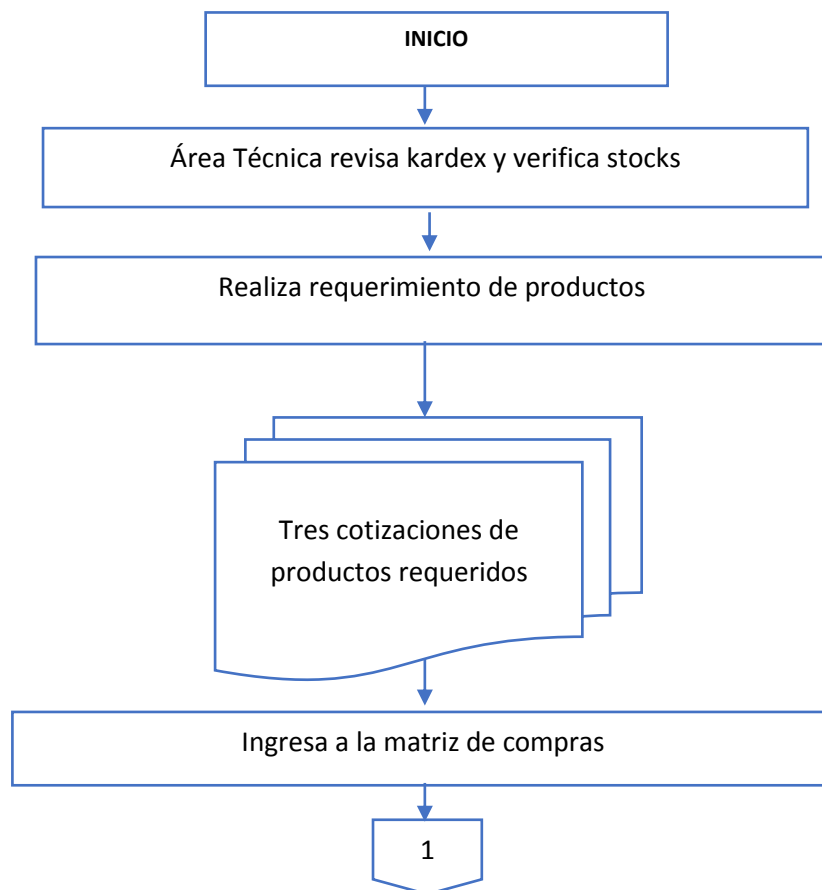 INICIO
Área Técnica revisa kardex y verifica stocks
Realiza requerimiento de productos
Tres cotizaciones de
productos requeridos
Ingresa a la matriz de compras
1